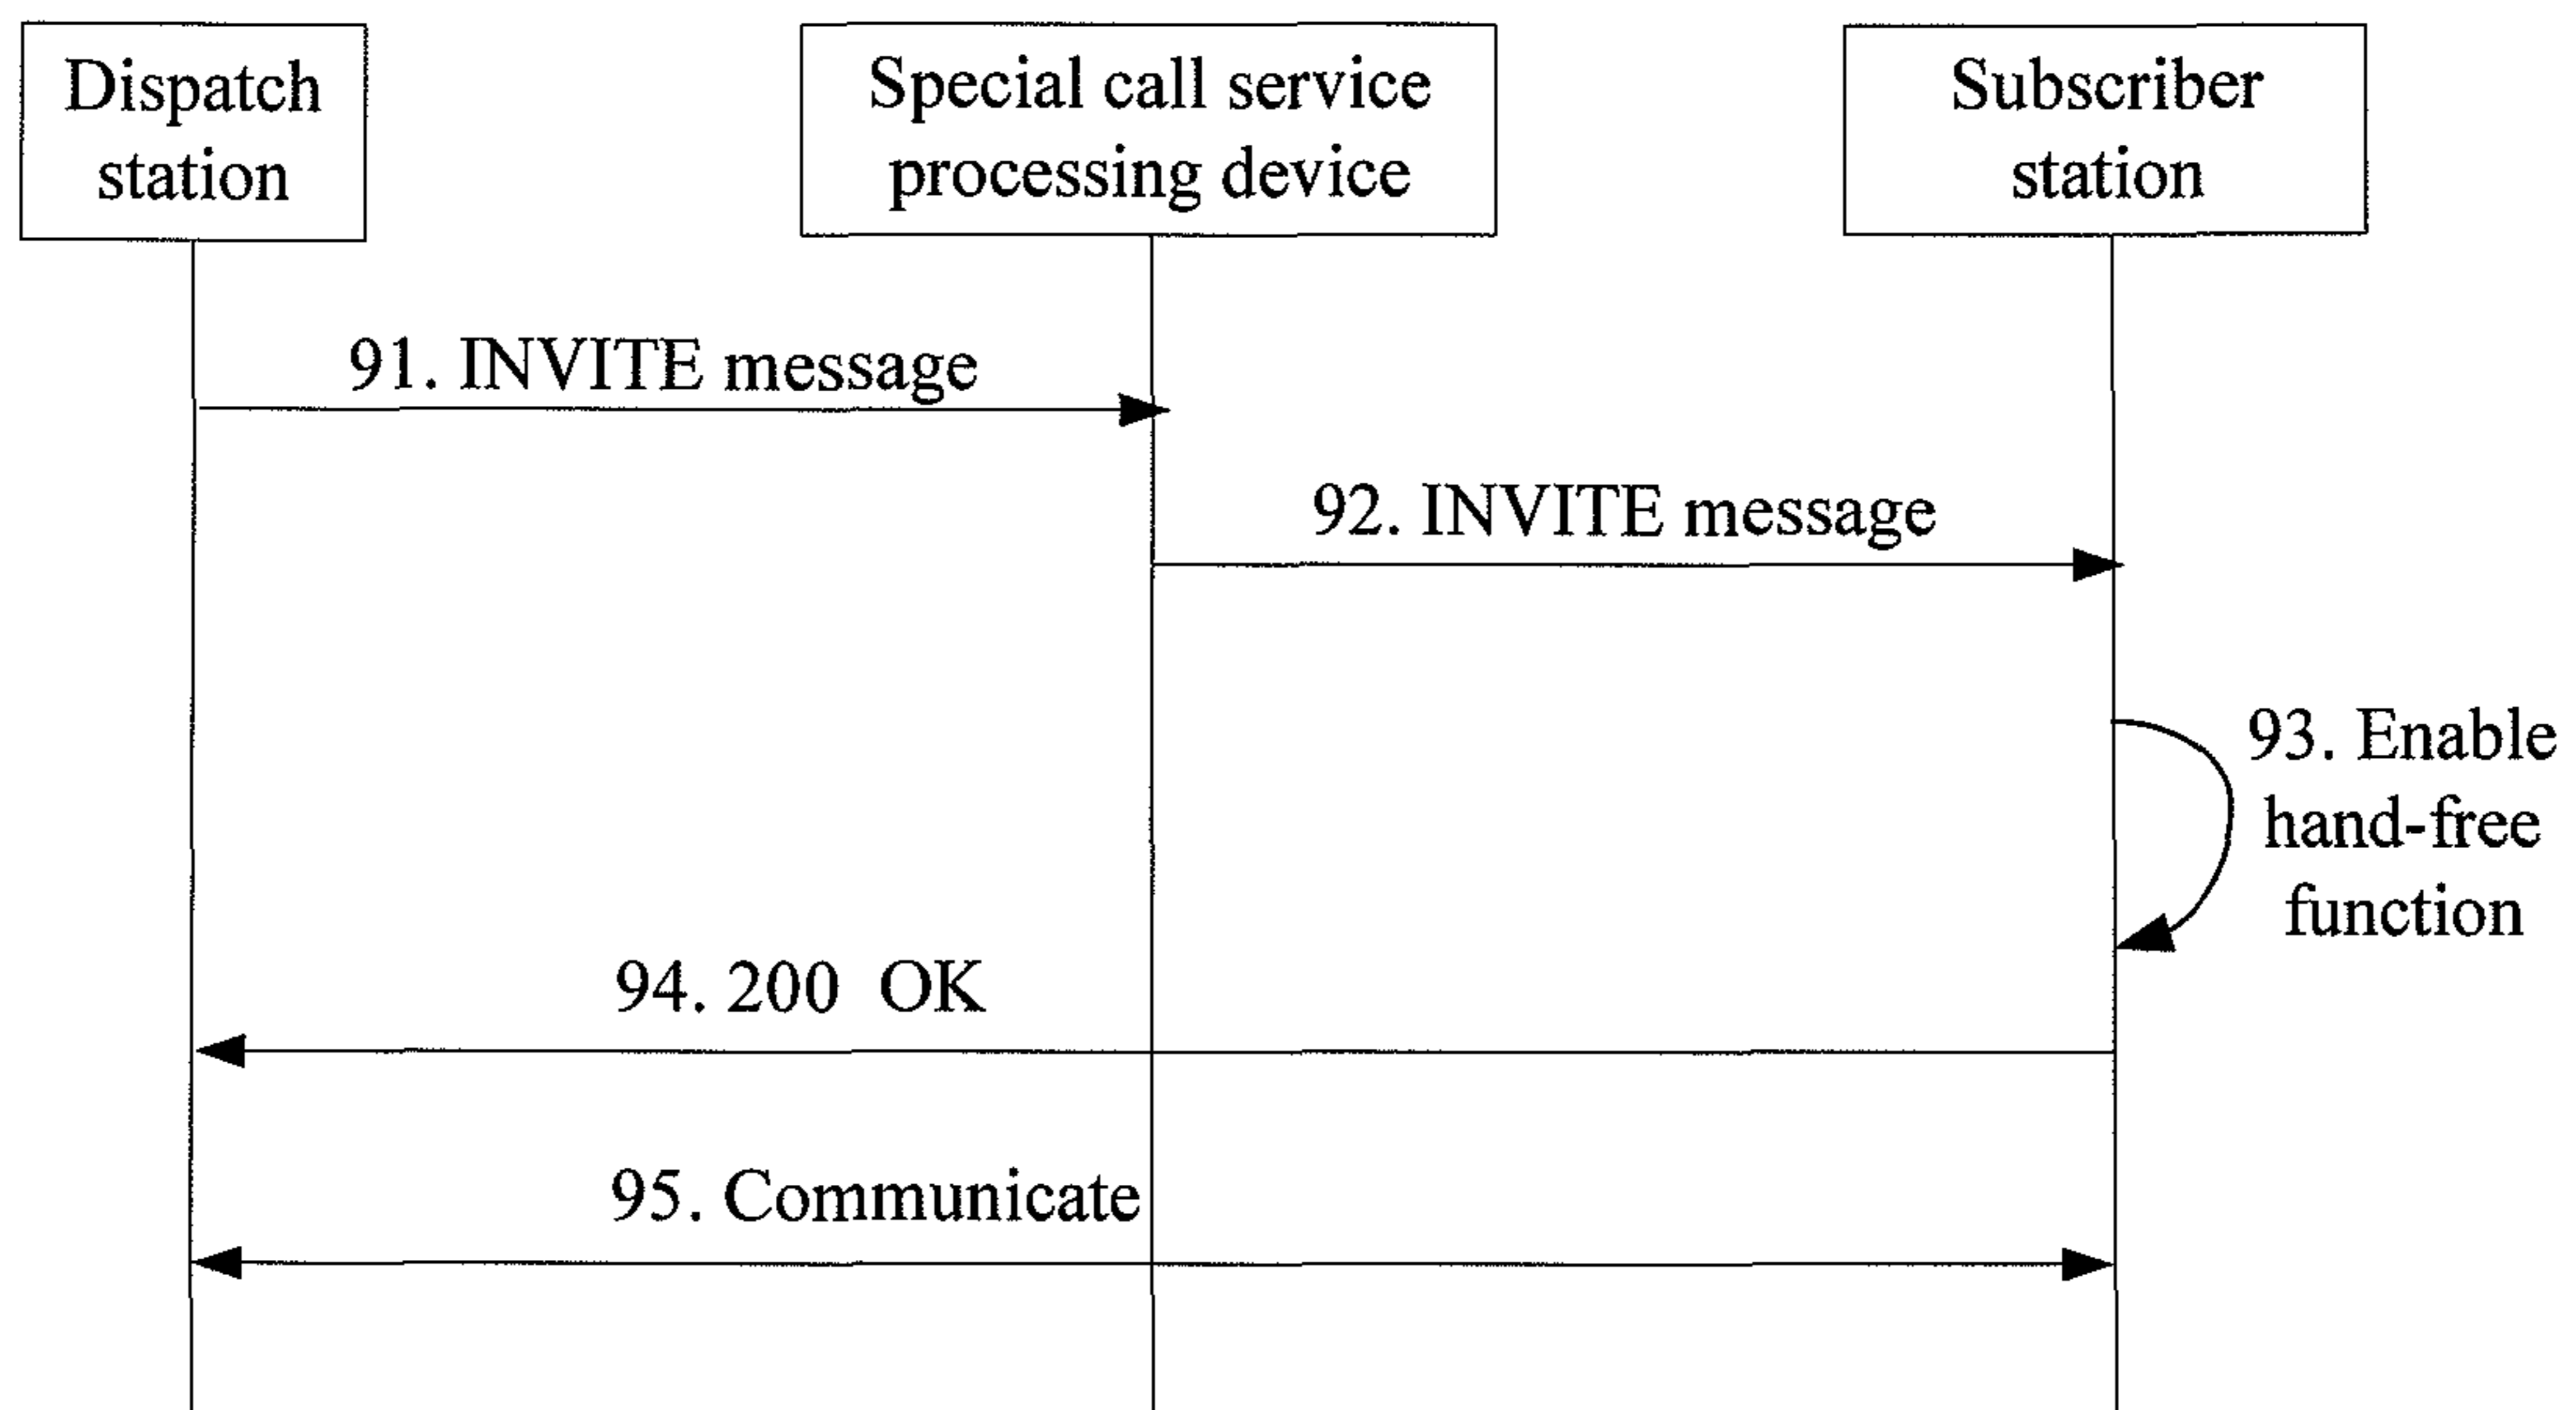 Dispatch
station
Special call service
processing device
Subscriber
station
91. INVITE message
92. INVITE message
93. Enable
hand-free
function
94. 200 OK
95. Communicate